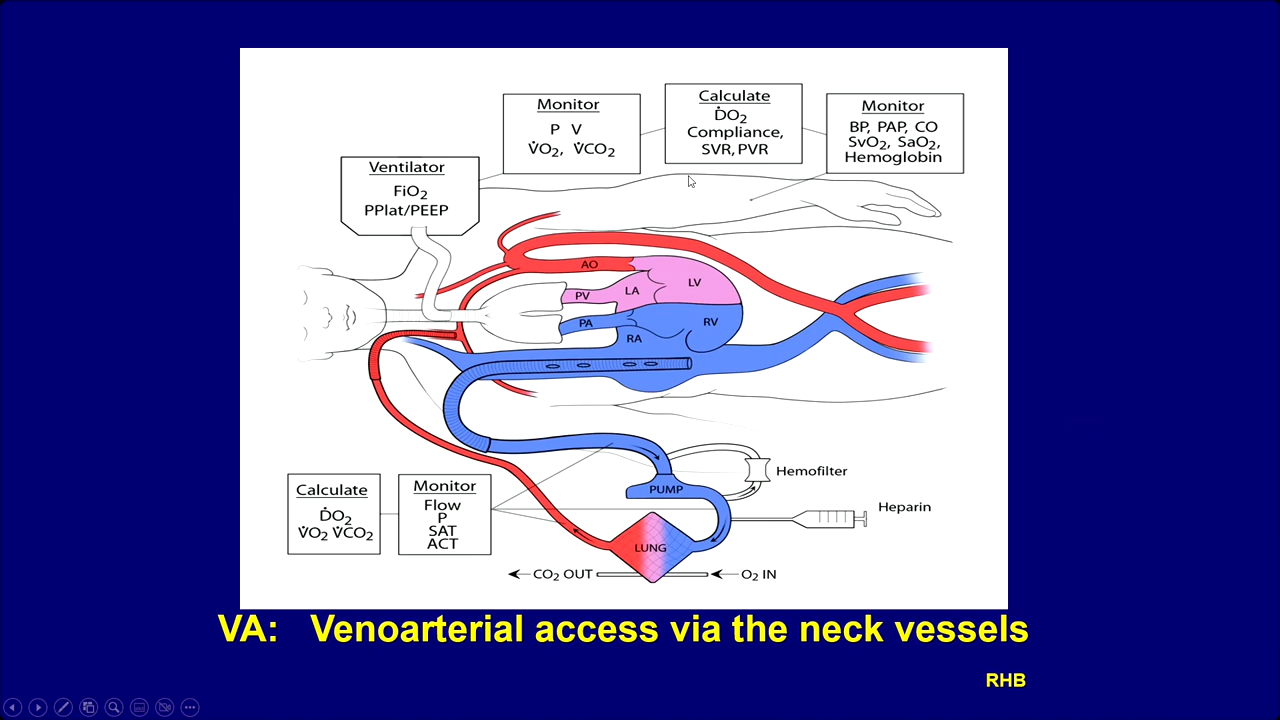 Monitor
P V
V̇O₂, V̇CO₂
Calculate
ḊO₂
Compliance,
SVR, PVR
Monitor
BP, PAP, CO
SvO₂, SaO₂,
Hemoglobin
Ventilator
FiO₂
PPlat/PEEP
AO
PV
LA
LV
PA
RA
RV
Calculate
ḊO₂
V̇O₂ V̇CO₂
Monitor
Flow
P
SAT
ACT
PUMP
Hemofilter
Heparin
LUNG
CO₂ OUT
O₂ IN
VA: Venoarterial access via the neck vessels
RHB